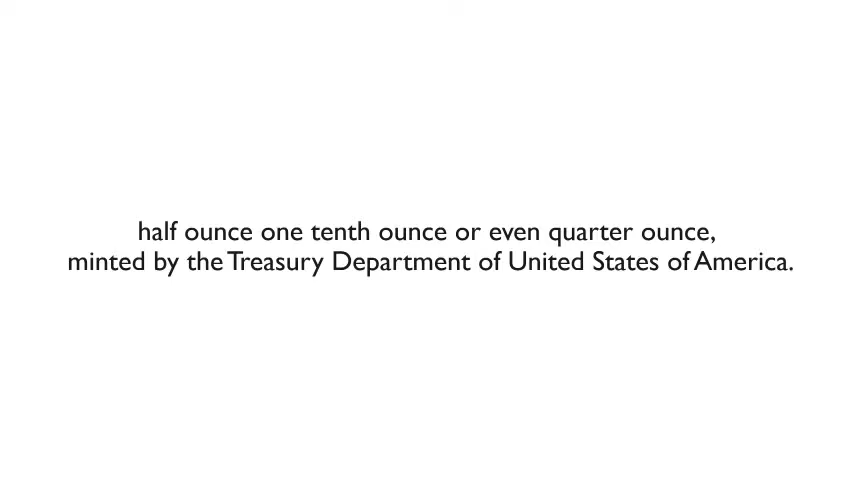 half ounce one tenth ounce or even quarter ounce,
minted by the Treasury Department of United States of America.